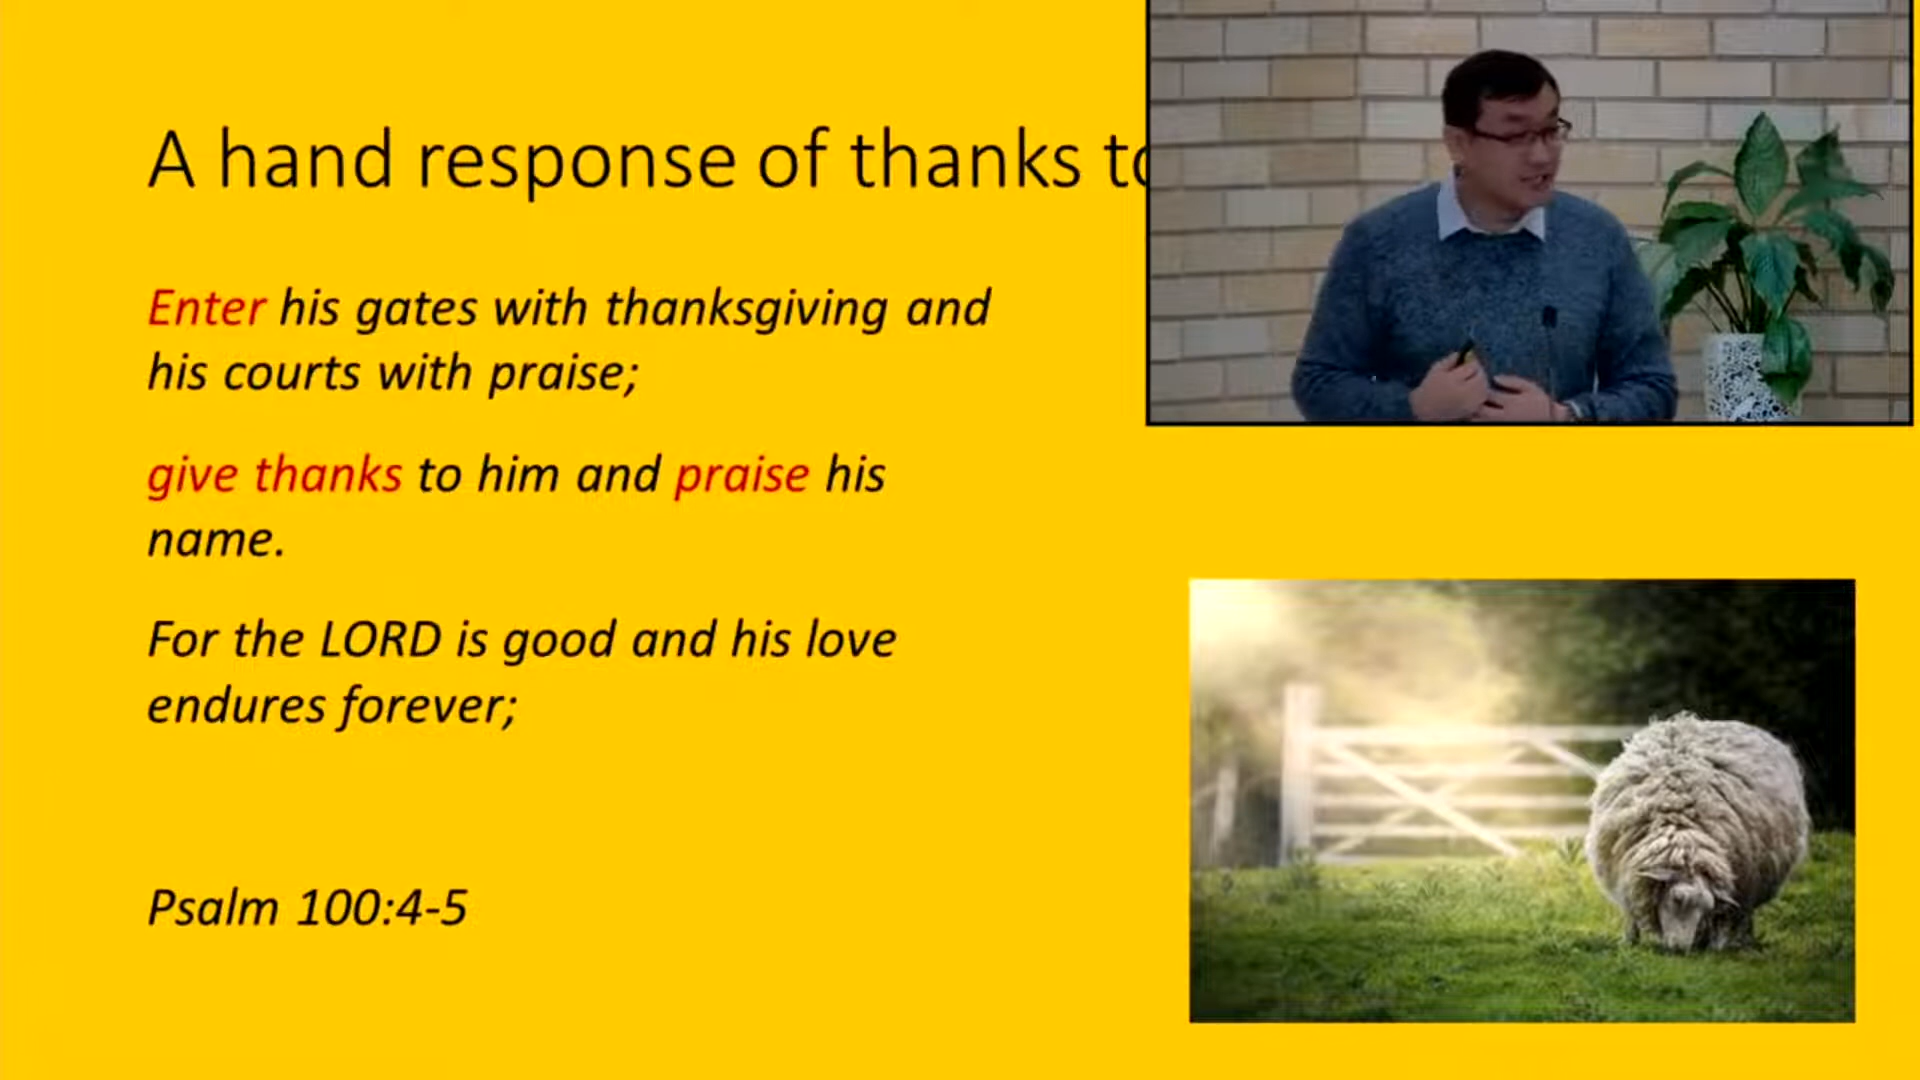 A hand response of thanks to
Enter his gates with thanksgiving and
his courts with praise;
give thanks to him and praise his
name.
For the LORD is good and his love
endures forever;
Psalm 100:4-5